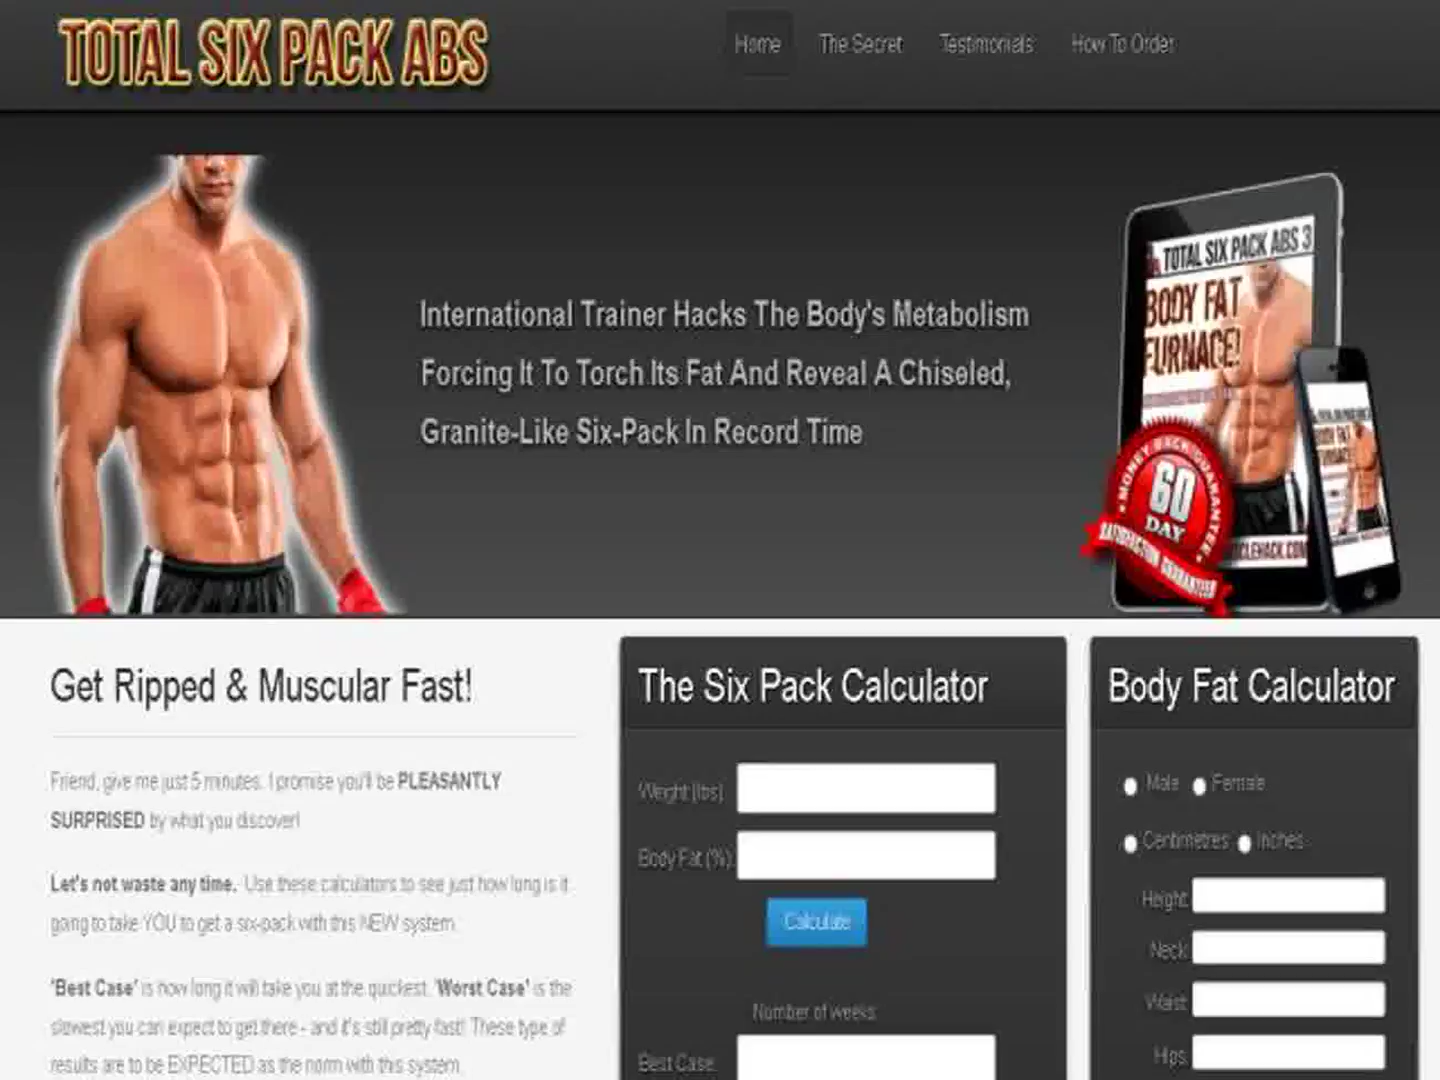 TOTAL SIX PACK ABS
Home
The Secret
Testimonials
How To Order
International Trainer Hacks The Body's Metabolism
Forcing It To Torch Its Fat And Reveal A Chiseled,
Granite-Like Six-Pack In Record Time
TOTAL SIX PACK ABS 3
BODY FAT
FURNACE!
MONEY BACK GUARANTEE
60
DAY
SATISFACTION GUARANTEED
Get Ripped & Muscular Fast!
Friend, give me just 5 minutes. I promise you'll be PLEASANTLY
SURPRISED by what you discover!
Let's not waste any time. Use these calculators to see just how long is it
going to take YOU to get a six-pack with this NEW system.
'Best Case' is how long it will take you at the quickest. 'Worst Case' is the
slowest you can expect to get there - and it's still pretty fast! These type of
results are to be EXPECTED as the norm with this system.
The Six Pack Calculator
Weight (lbs)
Body Fat (%):
Calculate
Number of weeks:
Best Case:
Body Fat Calculator
Male
Female
Centimetres
Inches
Height:
Neck:
Waist:
Hips: